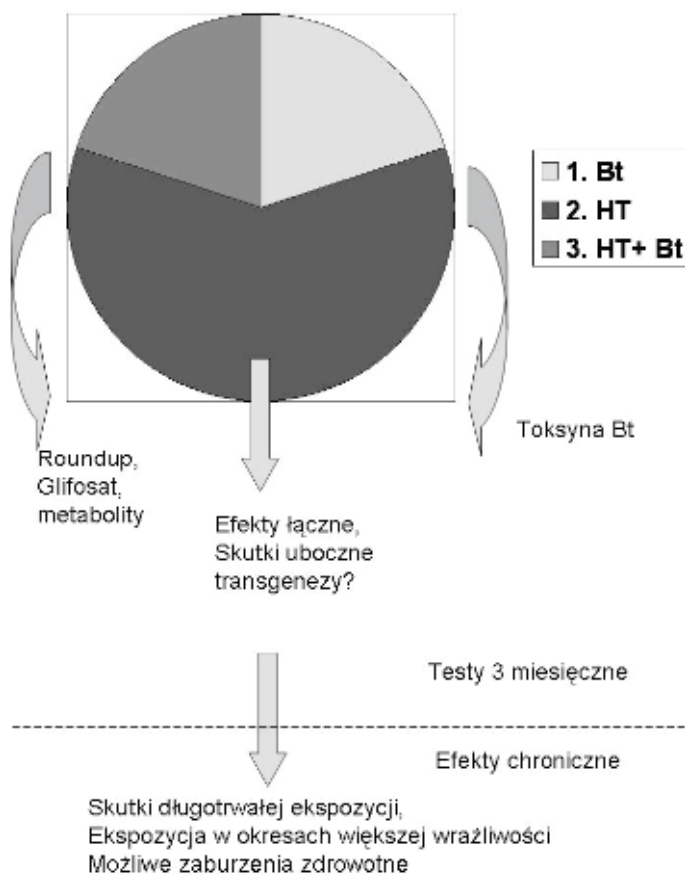 1. Bt
2. HT
3. HT+ Bt
Toksyna Bt
Roundup,
Glifosat,
metabolity
Efekty łączne,
Skutki uboczne
transgenezy?
Testy 3 miesięczne
Efekty chroniczne
Skutki długotrwałej ekspozycji,
Ekspozycja w okresach większej wrażliwości
Możliwe zaburzenia zdrowotne